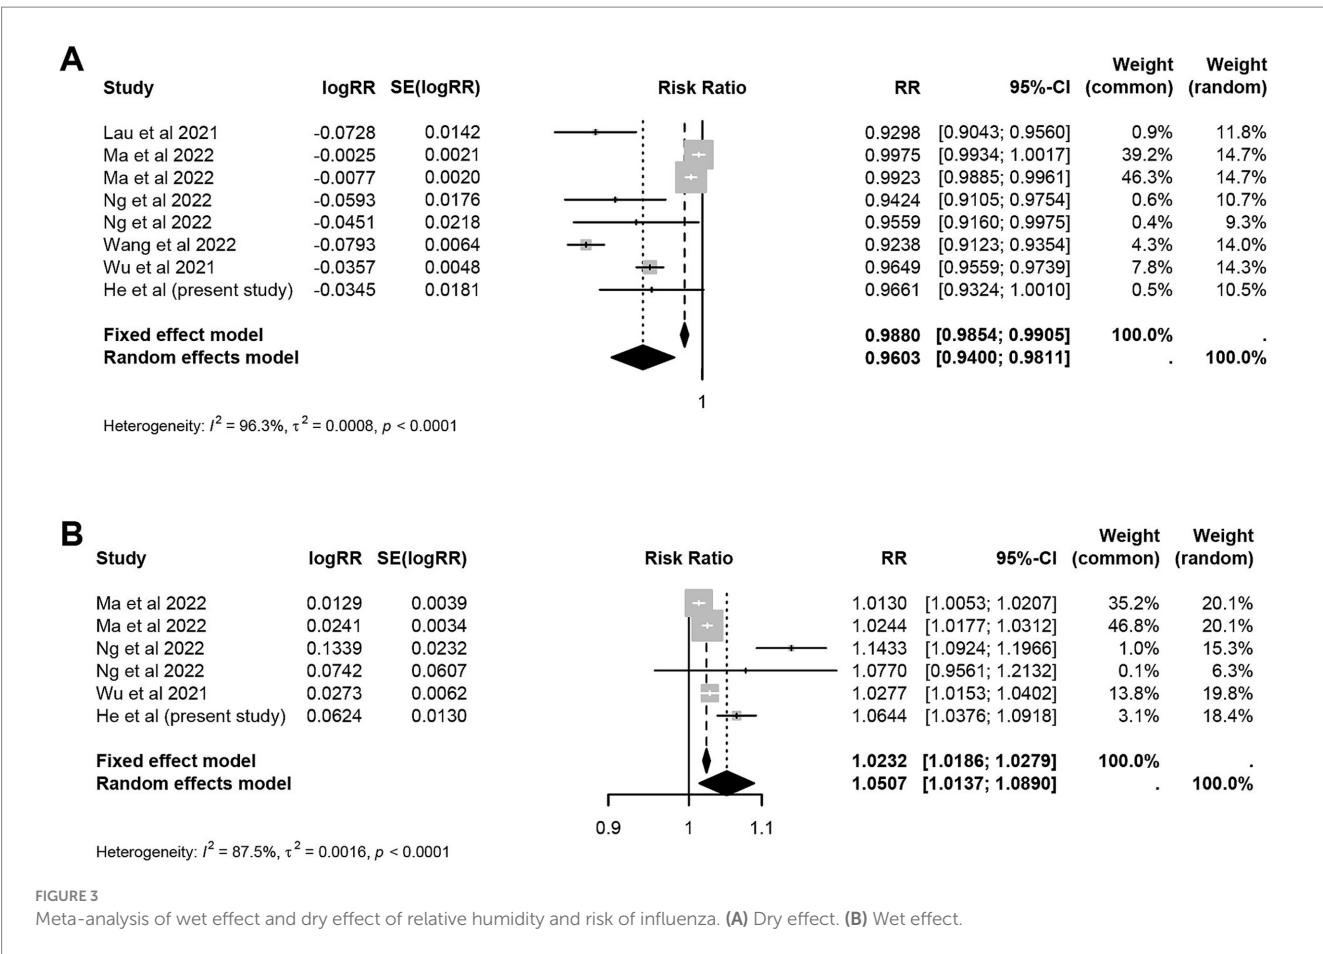 A
Weight Weight
Study logRR SE(logRR) Risk Ratio RR 95%-CI (common) (random)
Lau et al 2021 -0.0728 0.0142 0.9298 [0.9043; 0.9560] 0.9% 11.8%
Ma et al 2022 -0.0025 0.0021 0.9975 [0.9934; 1.0017] 39.2% 14.7%
Ma et al 2022 -0.0077 0.0020 0.9923 [0.9885; 0.9961] 46.3% 14.7%
Ng et al 2022 -0.0593 0.0176 0.9424 [0.9105; 0.9754] 0.6% 10.7%
Ng et al 2022 -0.0451 0.0218 0.9559 [0.9160; 0.9975] 0.4% 9.3%
Wang et al 2022 -0.0793 0.0064 0.9238 [0.9123; 0.9354] 4.3% 14.0%
Wu et al 2021 -0.0357 0.0048 0.9649 [0.9559; 0.9739] 7.8% 14.3%
He et al (present study) -0.0345 0.0181 0.9661 [0.9324; 1.0010] 0.5% 10.5%
Fixed effect model 0.9880 [0.9854; 0.9905] 100.0% .
Random effects model 0.9603 [0.9400; 0.9811] . 100.0%
1
Heterogeneity: I² = 96.3%, τ² = 0.0008, p < 0.0001
B
Weight Weight
Study logRR SE(logRR) Risk Ratio RR 95%-CI (common) (random)
Ma et al 2022 0.0129 0.0039 1.0130 [1.0053; 1.0207] 35.2% 20.1%
Ma et al 2022 0.0241 0.0034 1.0244 [1.0177; 1.0312] 46.8% 20.1%
Ng et al 2022 0.1339 0.0232 1.1433 [1.0924; 1.1966] 1.0% 15.3%
Ng et al 2022 0.0742 0.0607 1.0770 [0.9561; 1.2132] 0.1% 6.3%
Wu et al 2021 0.0273 0.0062 1.0277 [1.0153; 1.0402] 13.8% 19.8%
He et al (present study) 0.0624 0.0130 1.0644 [1.0376; 1.0918] 3.1% 18.4%
Fixed effect model 1.0232 [1.0186; 1.0279] 100.0% .
Random effects model 1.0507 [1.0137; 1.0890] . 100.0%
0.9 1 1.1
Heterogeneity: I² = 87.5%, τ² = 0.0016, p < 0.0001
FIGURE 3
Meta-analysis of wet effect and dry effect of relative humidity and risk of influenza. (A) Dry effect. (B) Wet effect.